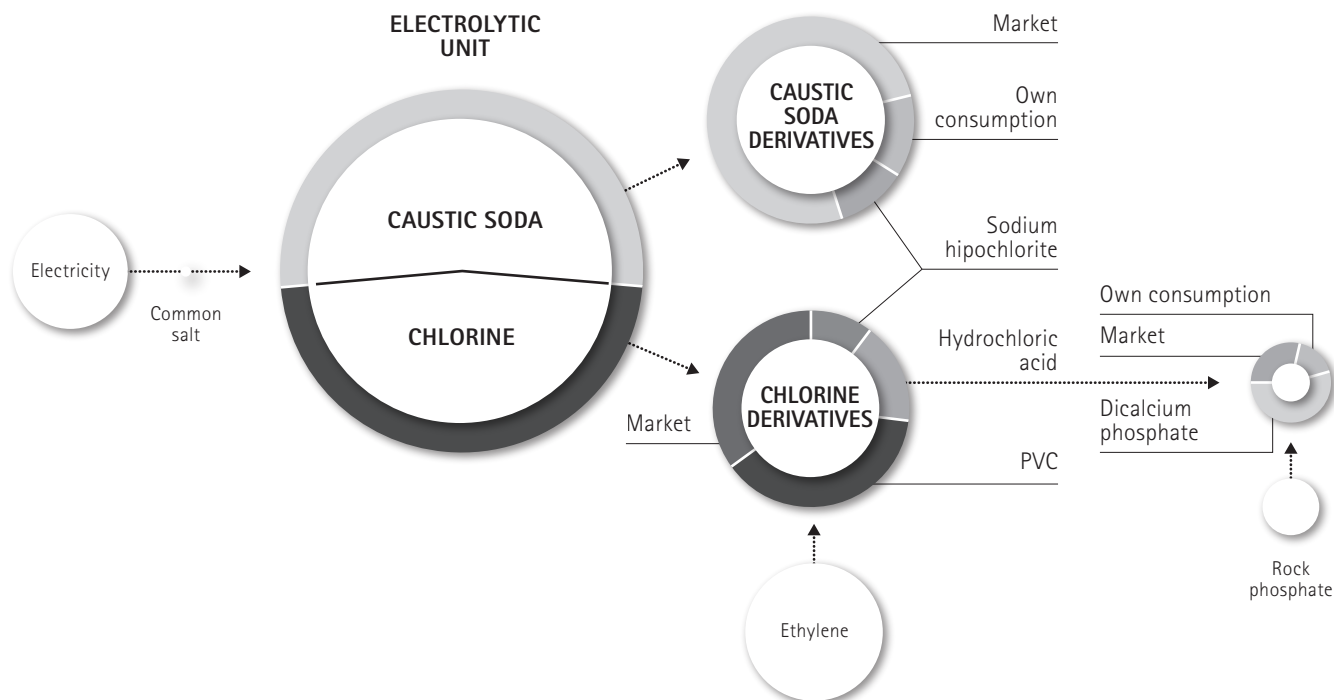 ELECTROLYTIC
UNIT
Market
CAUSTIC
SODA
DERIVATIVES
Own
consumption
CAUSTIC SODA
Sodium
hipochlorite
Electricity
Common
salt
CHLORINE
Own consumption
Hydrochloric
acid
Market
CHLORINE
DERIVATIVES
Market
Dicalcium
phosphate
PVC
Rock
phosphate
Ethylene